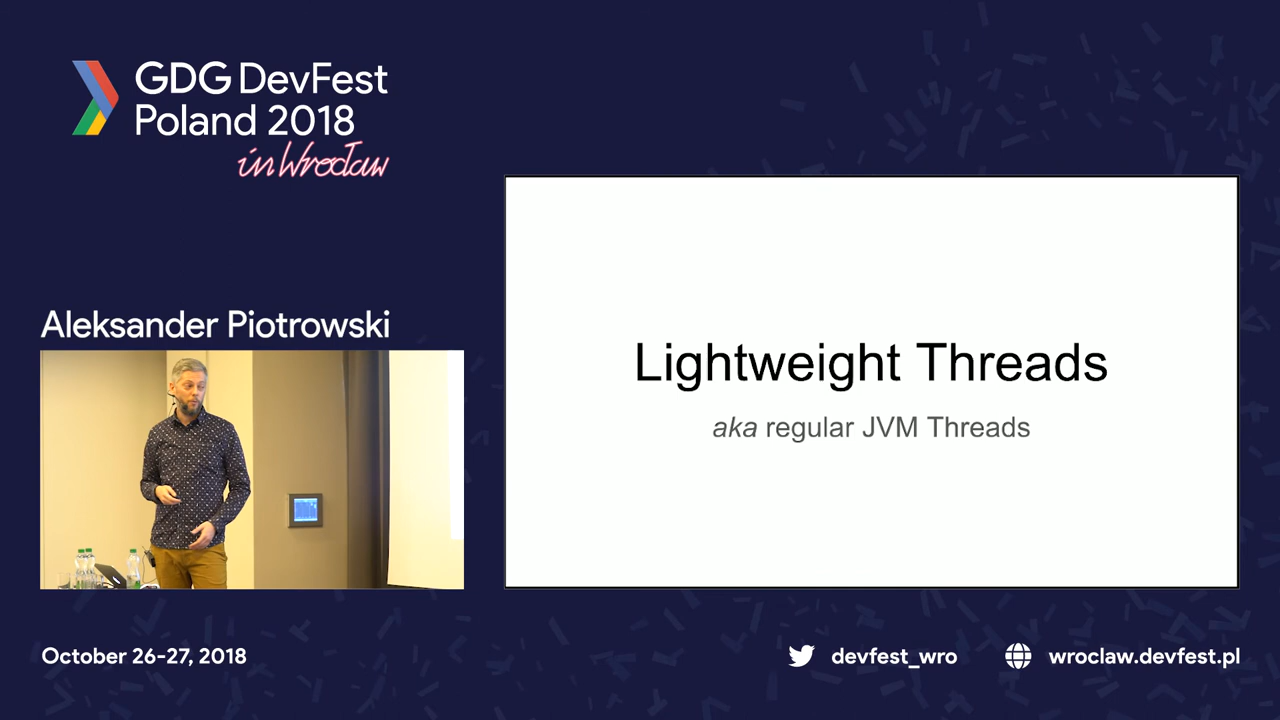 GDG DevFest
Poland 2018
in Wrocław
Aleksander Piotrowski
Lightweight Threads
aka regular JVM Threads
October 26-27, 2018
devfest_wro
wroclaw.devfest.pl